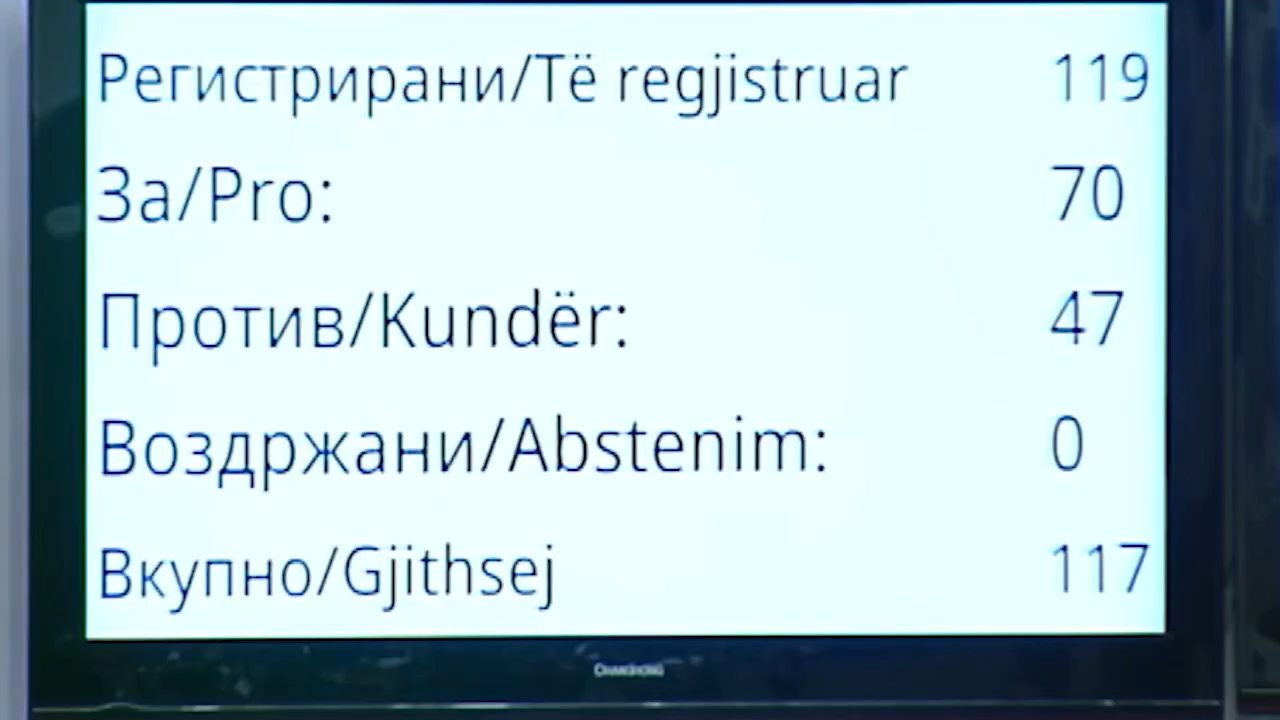 Регистрирани/Të regjistruar 119
За/Pro: 70
Против/Kundër: 47
Воздржани/Abstenim: 0
Вкупно/Gjithsej 117